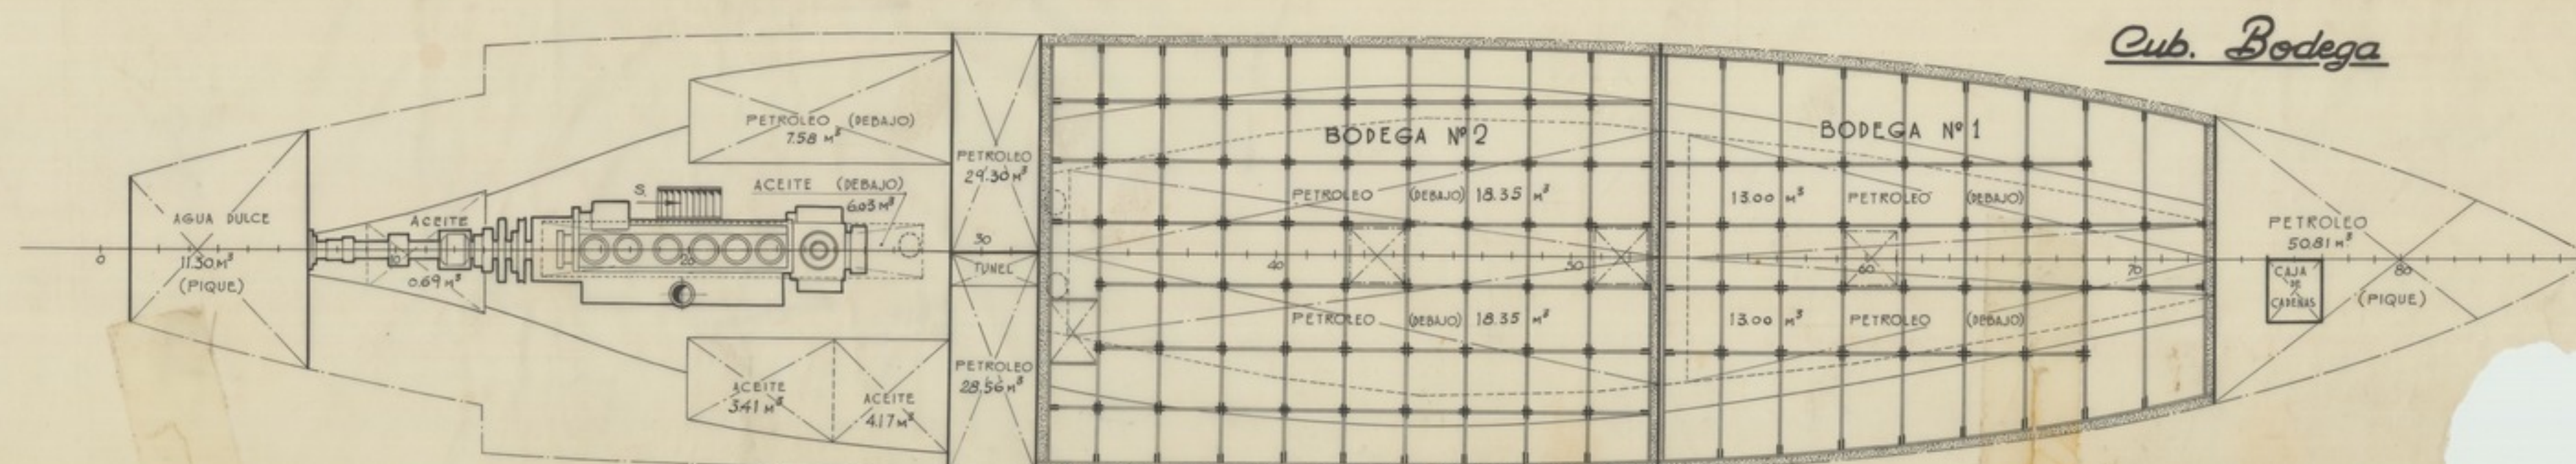 Cub. Bodega
PETROLEO (DEBAJO)
7.58 M³
BODEGA Nº 2
BODEGA Nº 1
PETROLEO
29.30 M³
ACEITE (DEBAJO)
6.03 M³
S.
PETROLEO (DEBAJO) 18.35 M³
13.00 M³ PETROLEO (DEBAJO)
AGUA DULCE
11.30 M³
(PIQUE)
ACEITE
0.69 M³
PETROLEO
50.81 M³
(PIQUE)
CAJA
DE
CADENAS
0
10
20
30
40
50
60
70
80
TUNEL
PETROLEO (DEBAJO) 18.35 M³
13.00 M³ PETROLEO (DEBAJO)
PETROLEO
28.56 M³
ACEITE
3.41 M³
ACEITE
4.17 M³